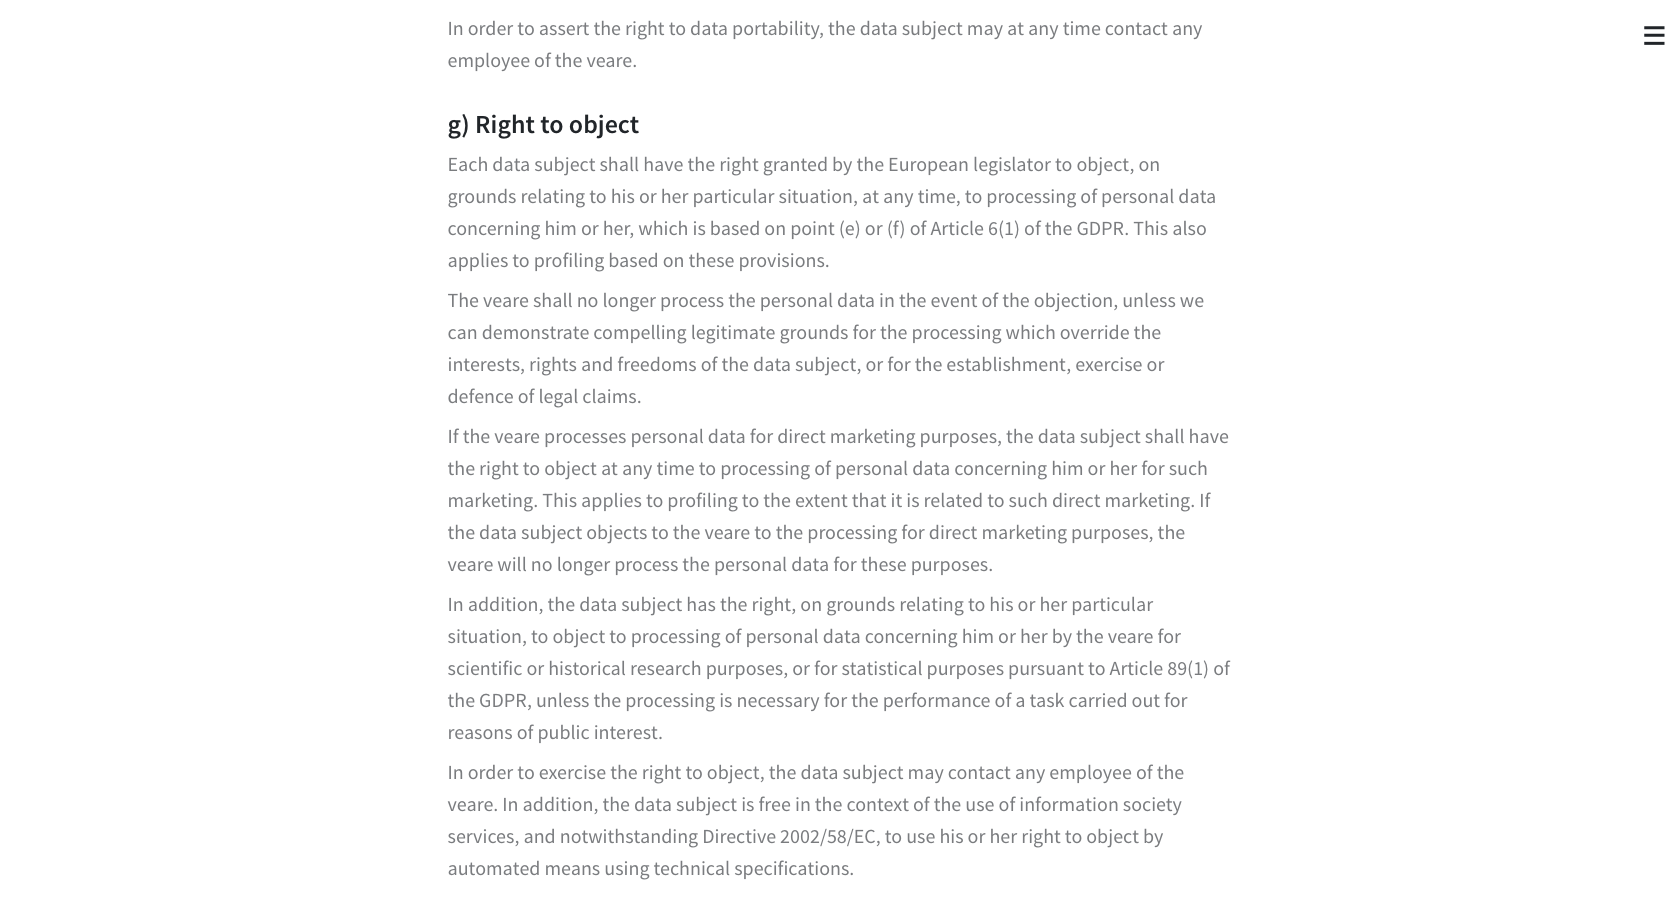 In order to assert the right to data portability, the data subject may at any time contact any
employee of the veare.
g) Right to object
Each data subject shall have the right granted by the European legislator to object, on
grounds relating to his or her particular situation, at any time, to processing of personal data
concerning him or her, which is based on point (e) or (f) of Article 6(1) of the GDPR. This also
applies to profiling based on these provisions.
The veare shall no longer process the personal data in the event of the objection, unless we
can demonstrate compelling legitimate grounds for the processing which override the
interests, rights and freedoms of the data subject, or for the establishment, exercise or
defence of legal claims.
If the veare processes personal data for direct marketing purposes, the data subject shall have
the right to object at any time to processing of personal data concerning him or her for such
marketing. This applies to profiling to the extent that it is related to such direct marketing. If
the data subject objects to the veare to the processing for direct marketing purposes, the
veare will no longer process the personal data for these purposes.
In addition, the data subject has the right, on grounds relating to his or her particular
situation, to object to processing of personal data concerning him or her by the veare for
scientific or historical research purposes, or for statistical purposes pursuant to Article 89(1) of
the GDPR, unless the processing is necessary for the performance of a task carried out for
reasons of public interest.
In order to exercise the right to object, the data subject may contact any employee of the
veare. In addition, the data subject is free in the context of the use of information society
services, and notwithstanding Directive 2002/58/EC, to use his or her right to object by
automated means using technical specifications.